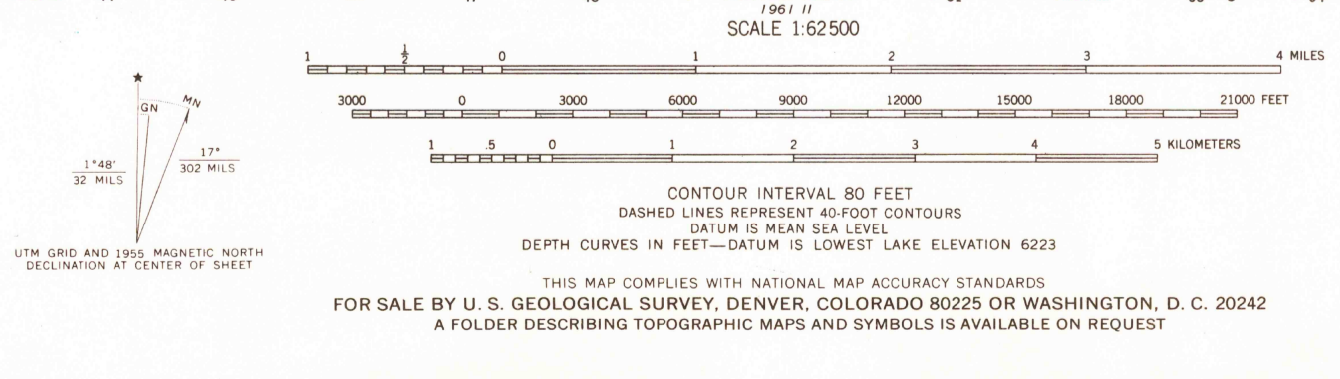 1961 II
SCALE 1:62500
1 ½ 0 1 2 3 4 MILES
3000 0 3000 6000 9000 12000 15000 18000 21000 FEET
1 .5 0 1 2 3 4 5 KILOMETERS
★
GN MN
1°48'
32 MILS
17°
302 MILS
UTM GRID AND 1955 MAGNETIC NORTH
DECLINATION AT CENTER OF SHEET
CONTOUR INTERVAL 80 FEET
DASHED LINES REPRESENT 40-FOOT CONTOURS
DATUM IS MEAN SEA LEVEL
DEPTH CURVES IN FEET—DATUM IS LOWEST LAKE ELEVATION 6223
THIS MAP COMPLIES WITH NATIONAL MAP ACCURACY STANDARDS
FOR SALE BY U. S. GEOLOGICAL SURVEY, DENVER, COLORADO 80225 OR WASHINGTON, D. C. 20242
A FOLDER DESCRIBING TOPOGRAPHIC MAPS AND SYMBOLS IS AVAILABLE ON REQUEST